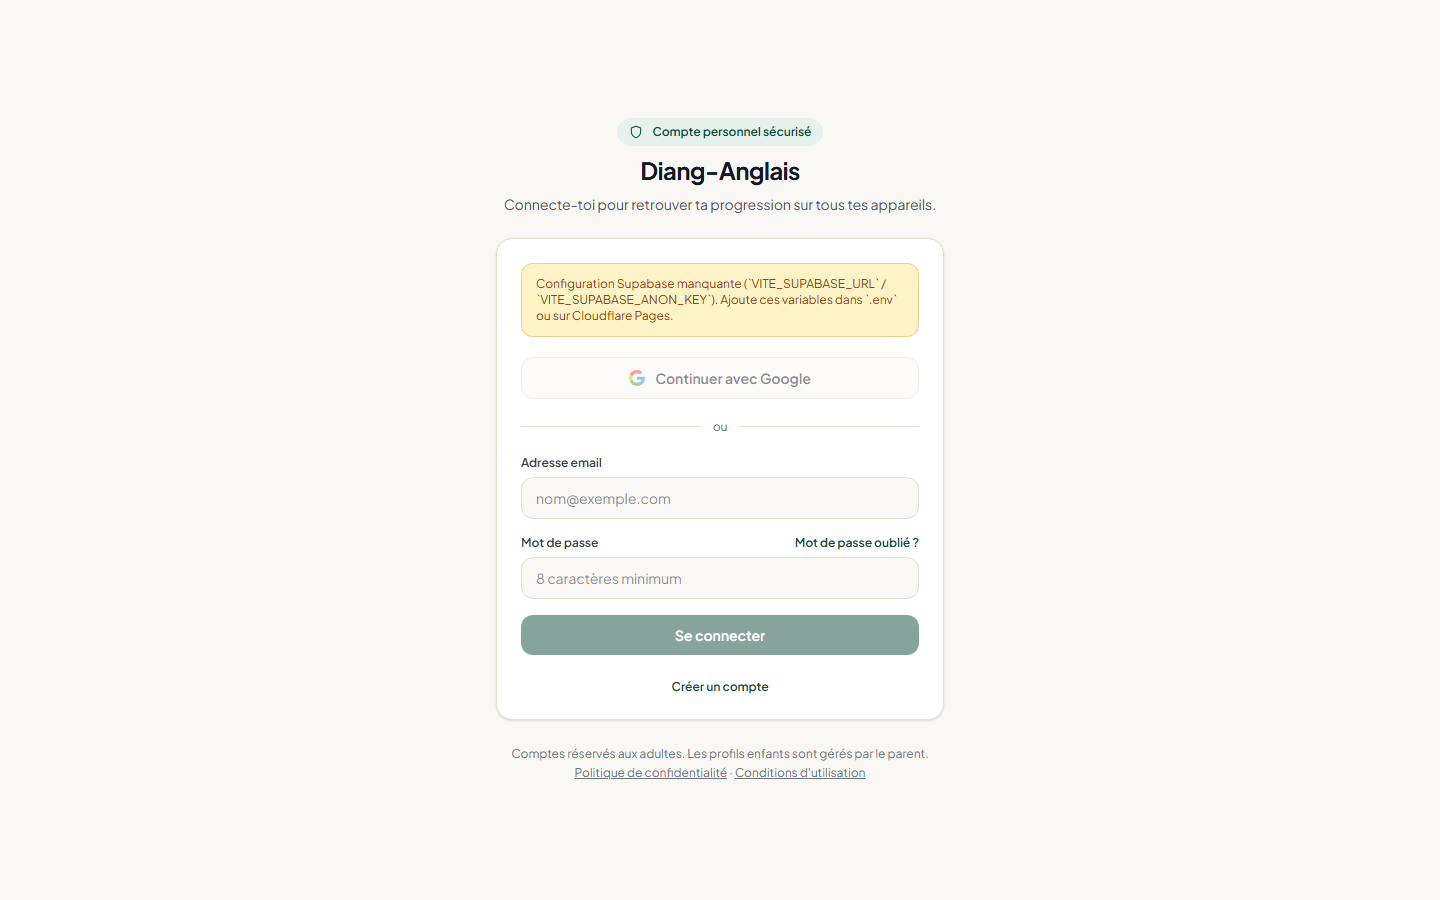 Compte personnel sécurisé
Diang-Anglais
Connecte-toi pour retrouver ta progression sur tous tes appareils.
Configuration Supabase manquante (`VITE_SUPABASE_URL` /
`VITE_SUPABASE_ANON_KEY`). Ajoute ces variables dans `.env`
ou sur Cloudflare Pages.
Continuer avec Google
ou
Adresse email
nom@exemple.com
Mot de passe Mot de passe oublié ?
8 caractères minimum
Se connecter
Créer un compte
Comptes réservés aux adultes. Les profils enfants sont gérés par le parent.
Politique de confidentialité · Conditions d'utilisation